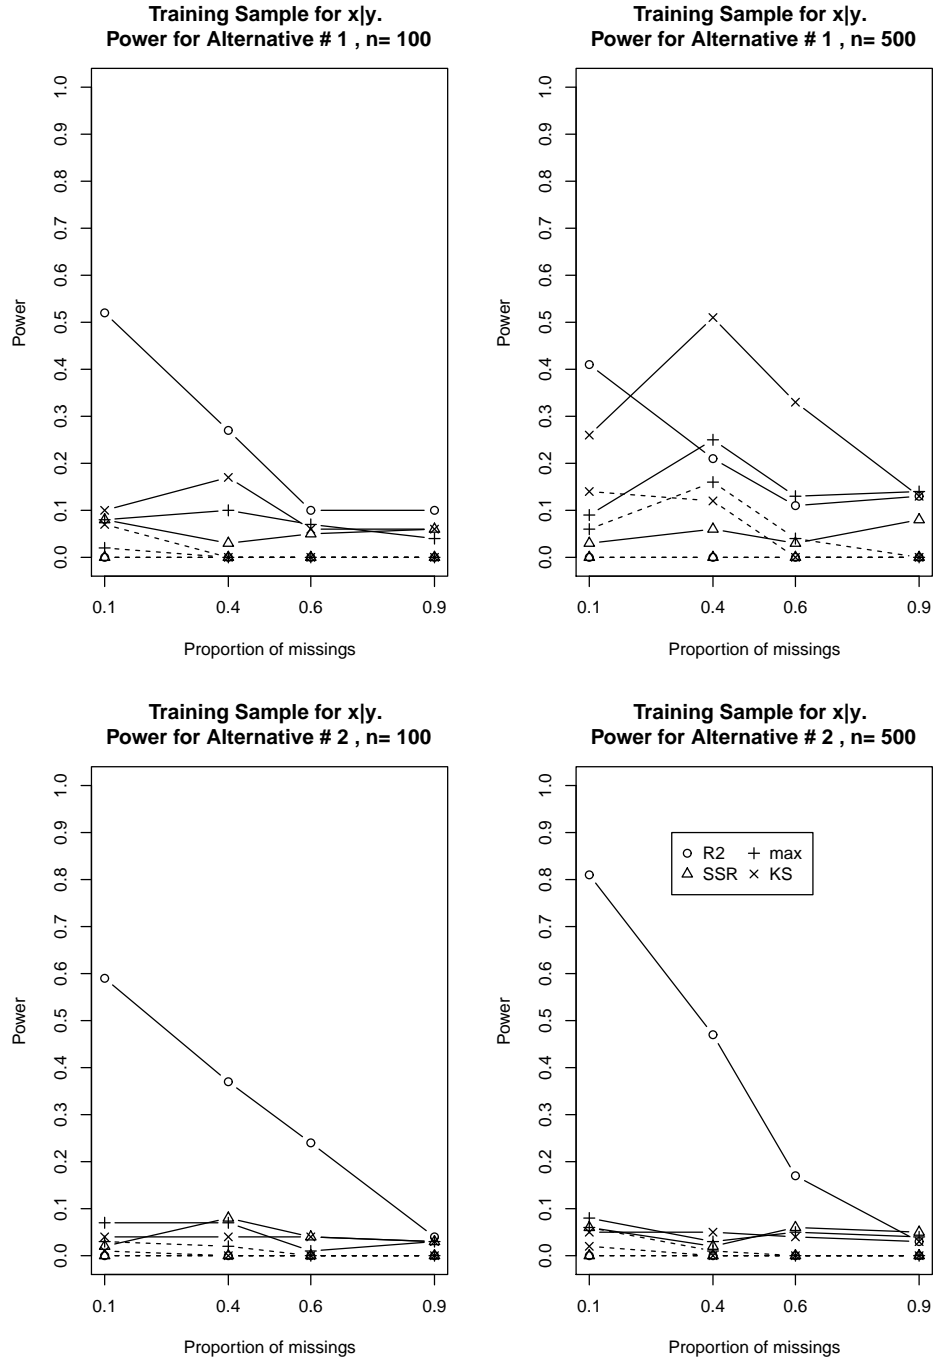 Training Sample for x|y.
Power for Alternative # 1 , n= 100
Power
0.0 0.1 0.2 0.3 0.4 0.5 0.6 0.7 0.8 0.9 1.0
0.1 0.4 0.6 0.9
Proportion of missings
Training Sample for x|y.
Power for Alternative # 1 , n= 500
Power
0.0 0.1 0.2 0.3 0.4 0.5 0.6 0.7 0.8 0.9 1.0
0.1 0.4 0.6 0.9
Proportion of missings
Training Sample for x|y.
Power for Alternative # 2 , n= 100
Power
0.0 0.1 0.2 0.3 0.4 0.5 0.6 0.7 0.8 0.9 1.0
0.1 0.4 0.6 0.9
Proportion of missings
Training Sample for x|y.
Power for Alternative # 2 , n= 500
Power
0.0 0.1 0.2 0.3 0.4 0.5 0.6 0.7 0.8 0.9 1.0
R2 max
SSR KS
0.1 0.4 0.6 0.9
Proportion of missings